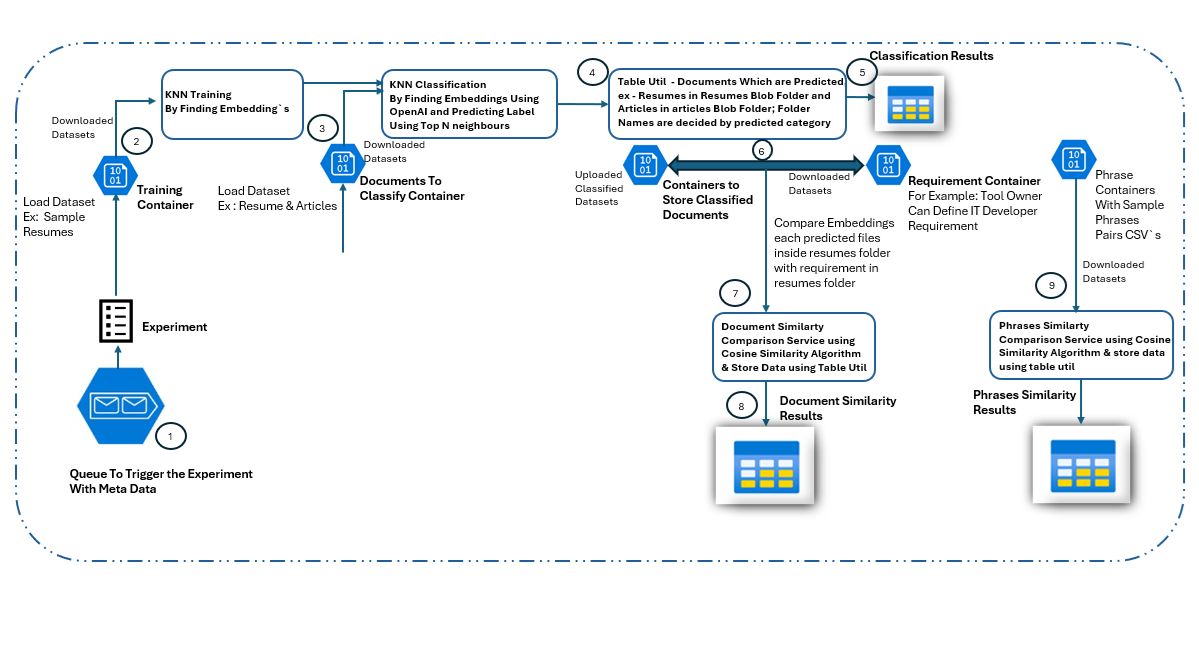 Classification Results
4
5
KNN Training
By Finding Embedding`s
KNN Classification
By Finding Embeddings Using
OpenAI and Predicting Label
Using Top N neighbours
Table Util - Documents Which are Predicted
ex - Resumes in Resumes Blob Folder and
Articles in articles Blob Folder; Folder
Names are decided by predicted category
Downloaded
Datasets
2
3
Downloaded
Datasets
6
10
01
Training
Container
10
01
Documents To
Classify Container
Load Dataset
Ex: Sample
Resumes
Load Dataset
Ex : Resume & Articles
Uploaded
Classified
Datasets
10
01
Containers to
Store Classified
Documents
Downloaded
Datasets
10
01
Requirement Container
For Example: Tool Owner
Can Define IT Developer
Requirement
10
01
Phrase
Containers
With Sample
Phrases
Pairs CSV`s
Compare Embeddings
each predicted files
inside resumes folder
with requirement in
resumes folder
Downloaded
Datasets
7
9
Experiment
Document Similarty
Comparison Service using
Cosine Similarity Algorithm
& Store Data using Table Util
Phrases Similarty
Comparison Service using Cosine
Similarity Algorithm & store data
using table util
8
Document Similarity
Results
Phrases Similarity
Results
1
Queue To Trigger the Experiment
With Meta Data